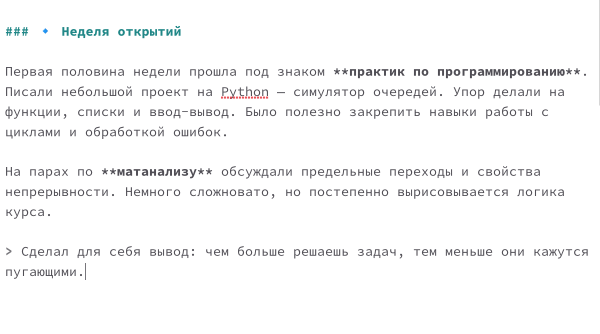 ### 🔹 Неделя открытий
Первая половина недели прошла под знаком **практик по программированию**.
Писали небольшой проект на Python — симулятор очередей. Упор делали на
функции, списки и ввод-вывод. Было полезно закрепить навыки работы с
циклами и обработкой ошибок.
На парах по **матанализу** обсуждали предельные переходы и свойства
непрерывности. Немного сложновато, но постепенно вырисовывается логика
курса.
> Сделал для себя вывод: чем больше решаешь задач, тем меньше они кажутся
пугающими.